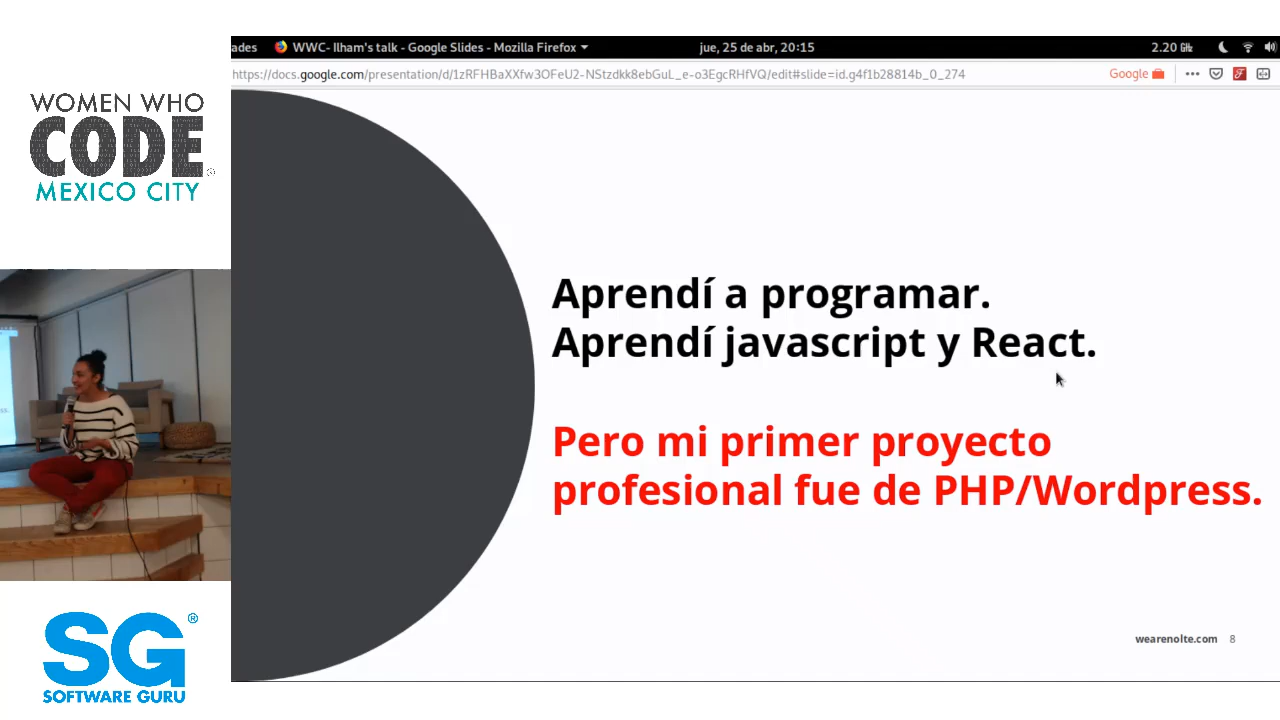 ades
WWC- Ilham's talk - Google Slides - Mozilla Firefox
jue, 25 de abr, 20:15
2.20 GHz
https://docs.google.com/presentation/d/1zRFHBaXXfw3OFeU2-NStzdkk8ebGuL_e-o3EgcRHfVQ/edit#slide=id.g4f1b28814b_0_274
Google
WOMEN WHO
CODE
MEXICO CITY
Aprendí a programar.
Aprendí javascript y React.
Pero mi primer proyecto
profesional fue de PHP/Wordpress.
wearenolte.com 8
SG®
SOFTWARE GURU